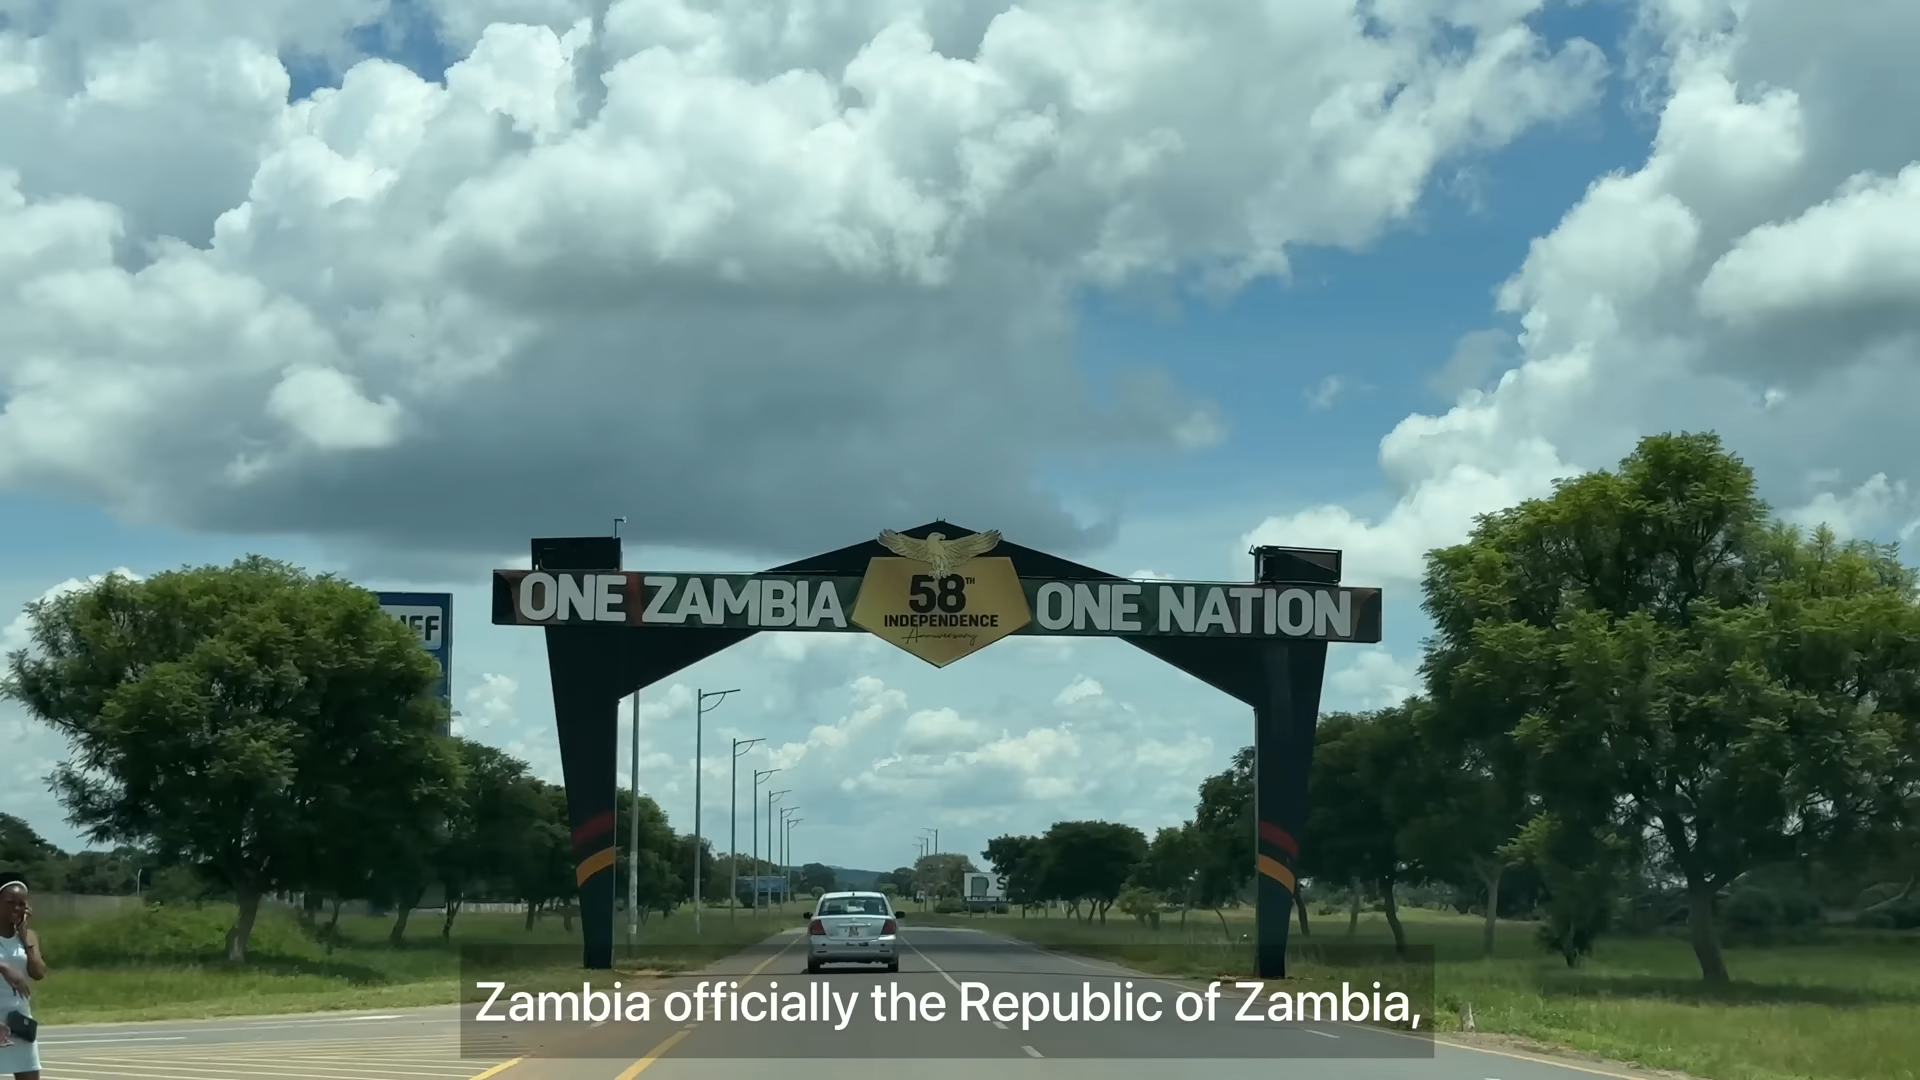 ONE ZAMBIA
58TH
INDEPENDENCE
Anniversary
ONE NATION
Zambia officially the Republic of Zambia,